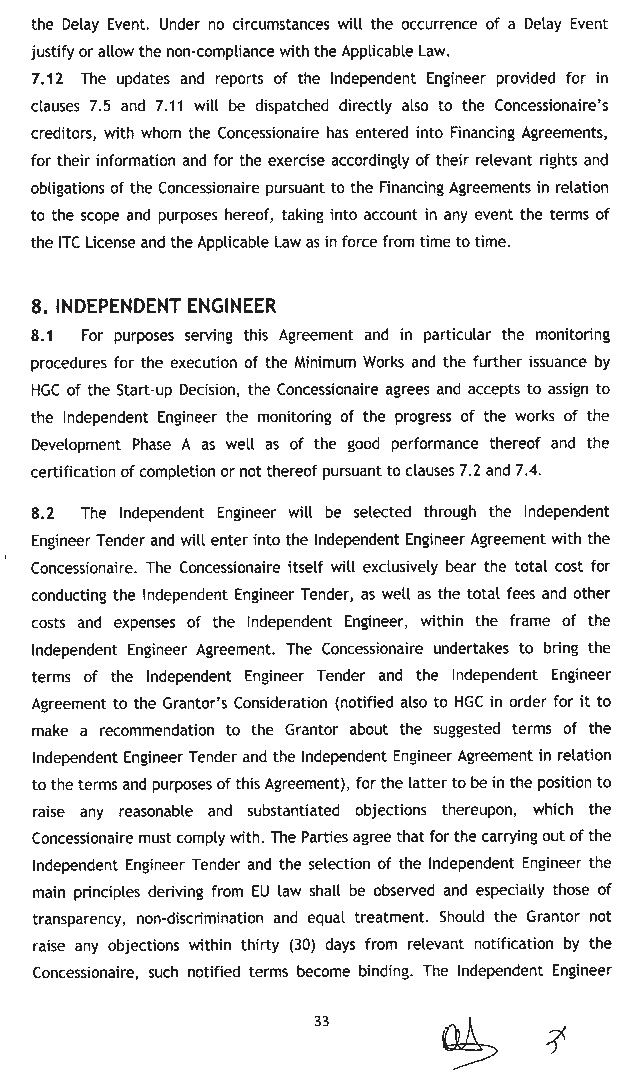 the Delay Event. Under no circumstances will the occurrence of a Delay Event
justify or allow the non-compliance with the Applicable Law.
7.12 The updates and reports of the Independent Engineer provided for in
clauses 7.5 and 7.11 will be dispatched directly also to the Concessionaire's
creditors, with whom the Concessionaire has entered into Financing Agreements,
for their information and for the exercise accordingly of their relevant rights and
obligations of the Concessionaire pursuant to the Financing Agreements in relation
to the scope and purposes hereof, taking into account in any event the terms of
the ITC License and the Applicable Law as in force from time to time.
8. INDEPENDENT ENGINEER
8.1 For purposes serving this Agreement and in particular the monitoring
procedures for the execution of the Minimum Works and the further issuance by
HGC of the Start-up Decision, the Concessionaire agrees and accepts to assign to
the Independent Engineer the monitoring of the progress of the works of the
Development Phase A as well as of the good performance thereof and the
certification of completion or not thereof pursuant to clauses 7.2 and 7.4.
8.2 The Independent Engineer will be selected through the Independent
Engineer Tender and will enter into the Independent Engineer Agreement with the
Concessionaire. The Concessionaire itself will exclusively bear the total cost for
conducting the Independent Engineer Tender, as well as the total fees and other
costs and expenses of the Independent Engineer, within the frame of the
Independent Engineer Agreement. The Concessionaire undertakes to bring the
terms of the Independent Engineer Tender and the Independent Engineer
Agreement to the Grantor's Consideration (notified also to HGC in order for it to
make a recommendation to the Grantor about the suggested terms of the
Independent Engineer Tender and the Independent Engineer Agreement in relation
to the terms and purposes of this Agreement), for the latter to be in the position to
raise any reasonable and substantiated objections thereupon, which the
Concessionaire must comply with. The Parties agree that for the carrying out of the
Independent Engineer Tender and the selection of the Independent Engineer the
main principles deriving from EU law shall be observed and especially those of
transparency, non-discrimination and equal treatment. Should the Grantor not
raise any objections within thirty (30) days from relevant notification by the
Concessionaire, such notified terms become binding. The Independent Engineer
33